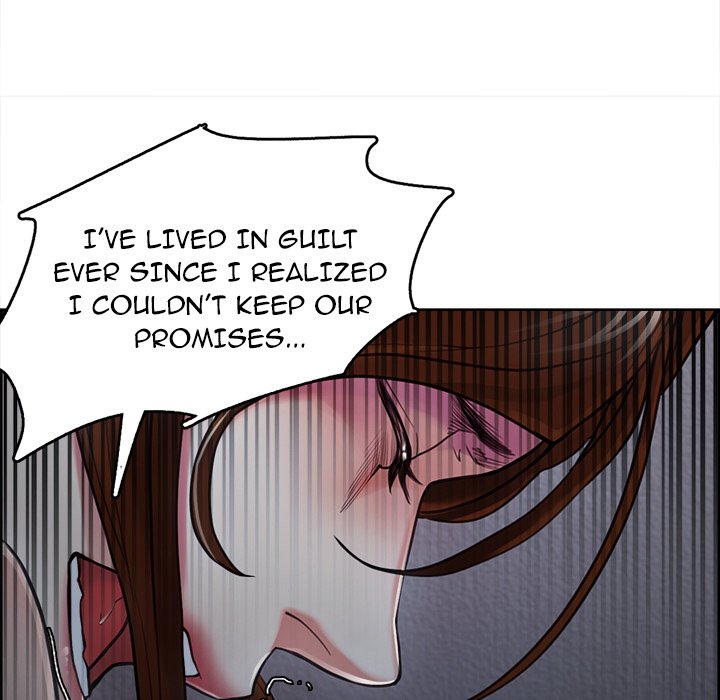 I'VE LIVED IN GUILT
EVER SINCE I REALIZED
I COULDN'T KEEP OUR
PROMISES...